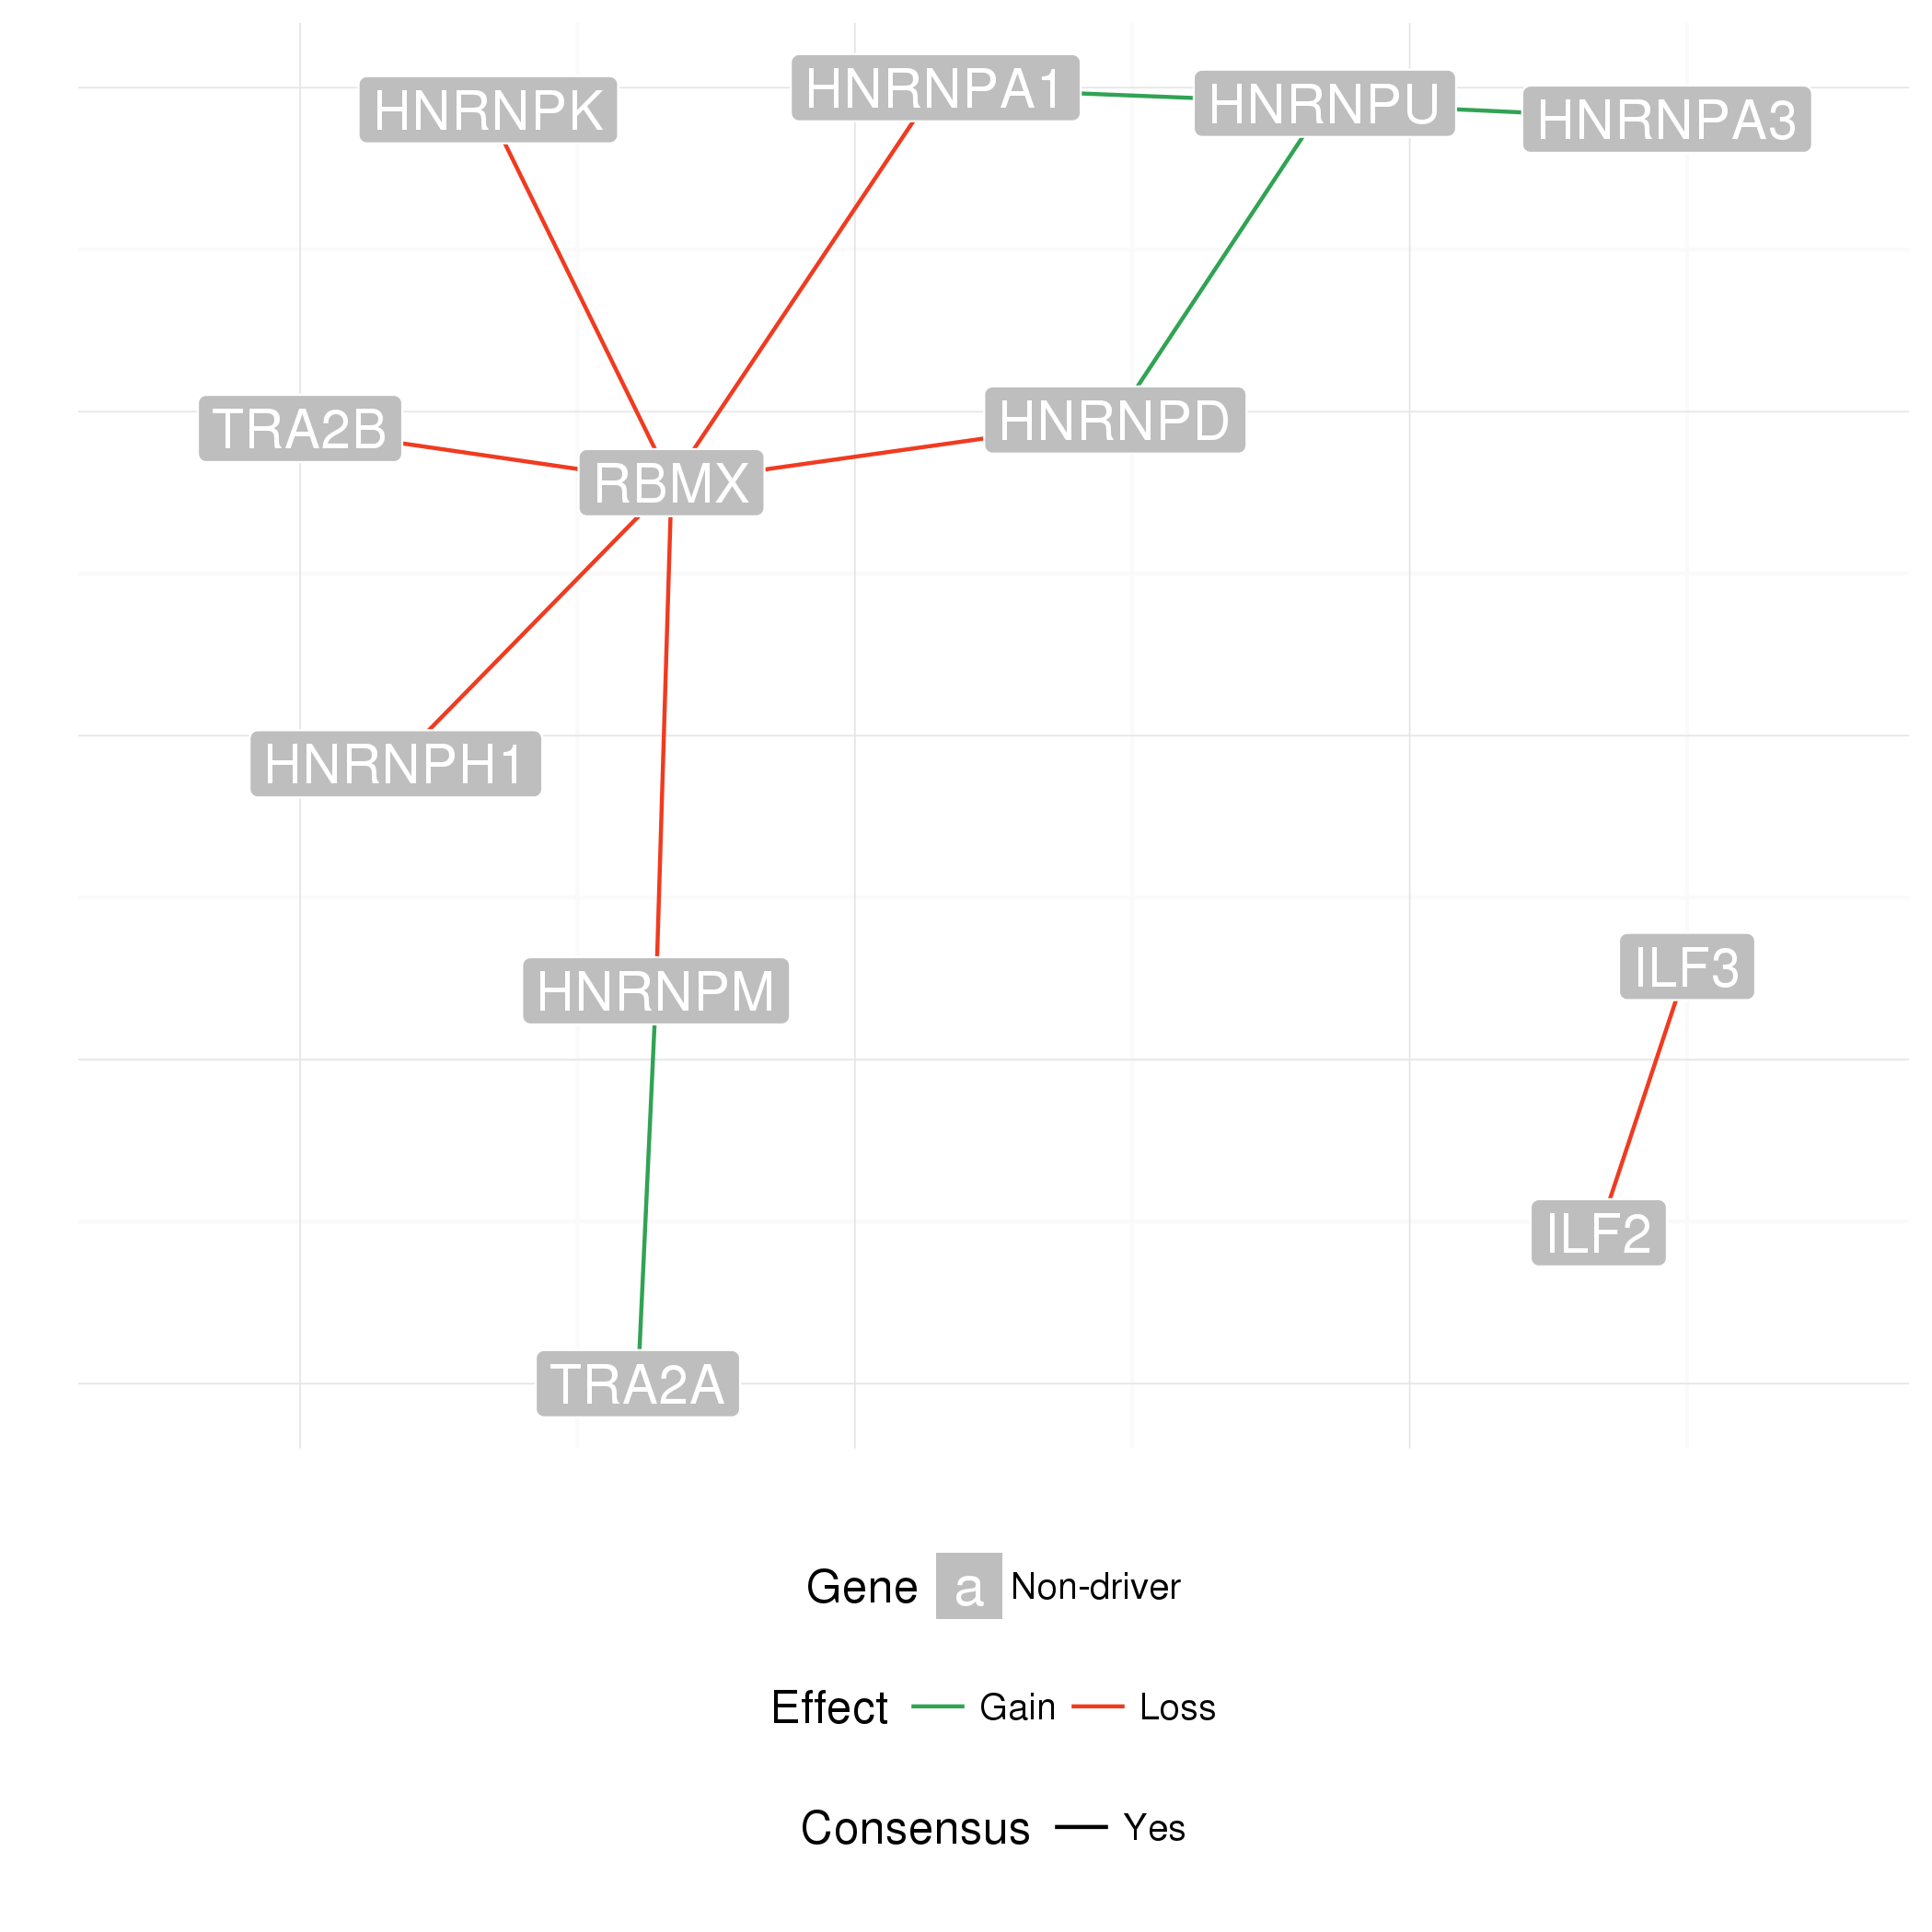 HNRNPK
HNRNPA1
HNRNPU
HNRNPA3
TRA2B
HNRNPD
RBMX
HNRNPH1
HNRNPM
ILF3
ILF2
TRA2A
Gene a Non-driver
Effect Gain Loss
Consensus Yes